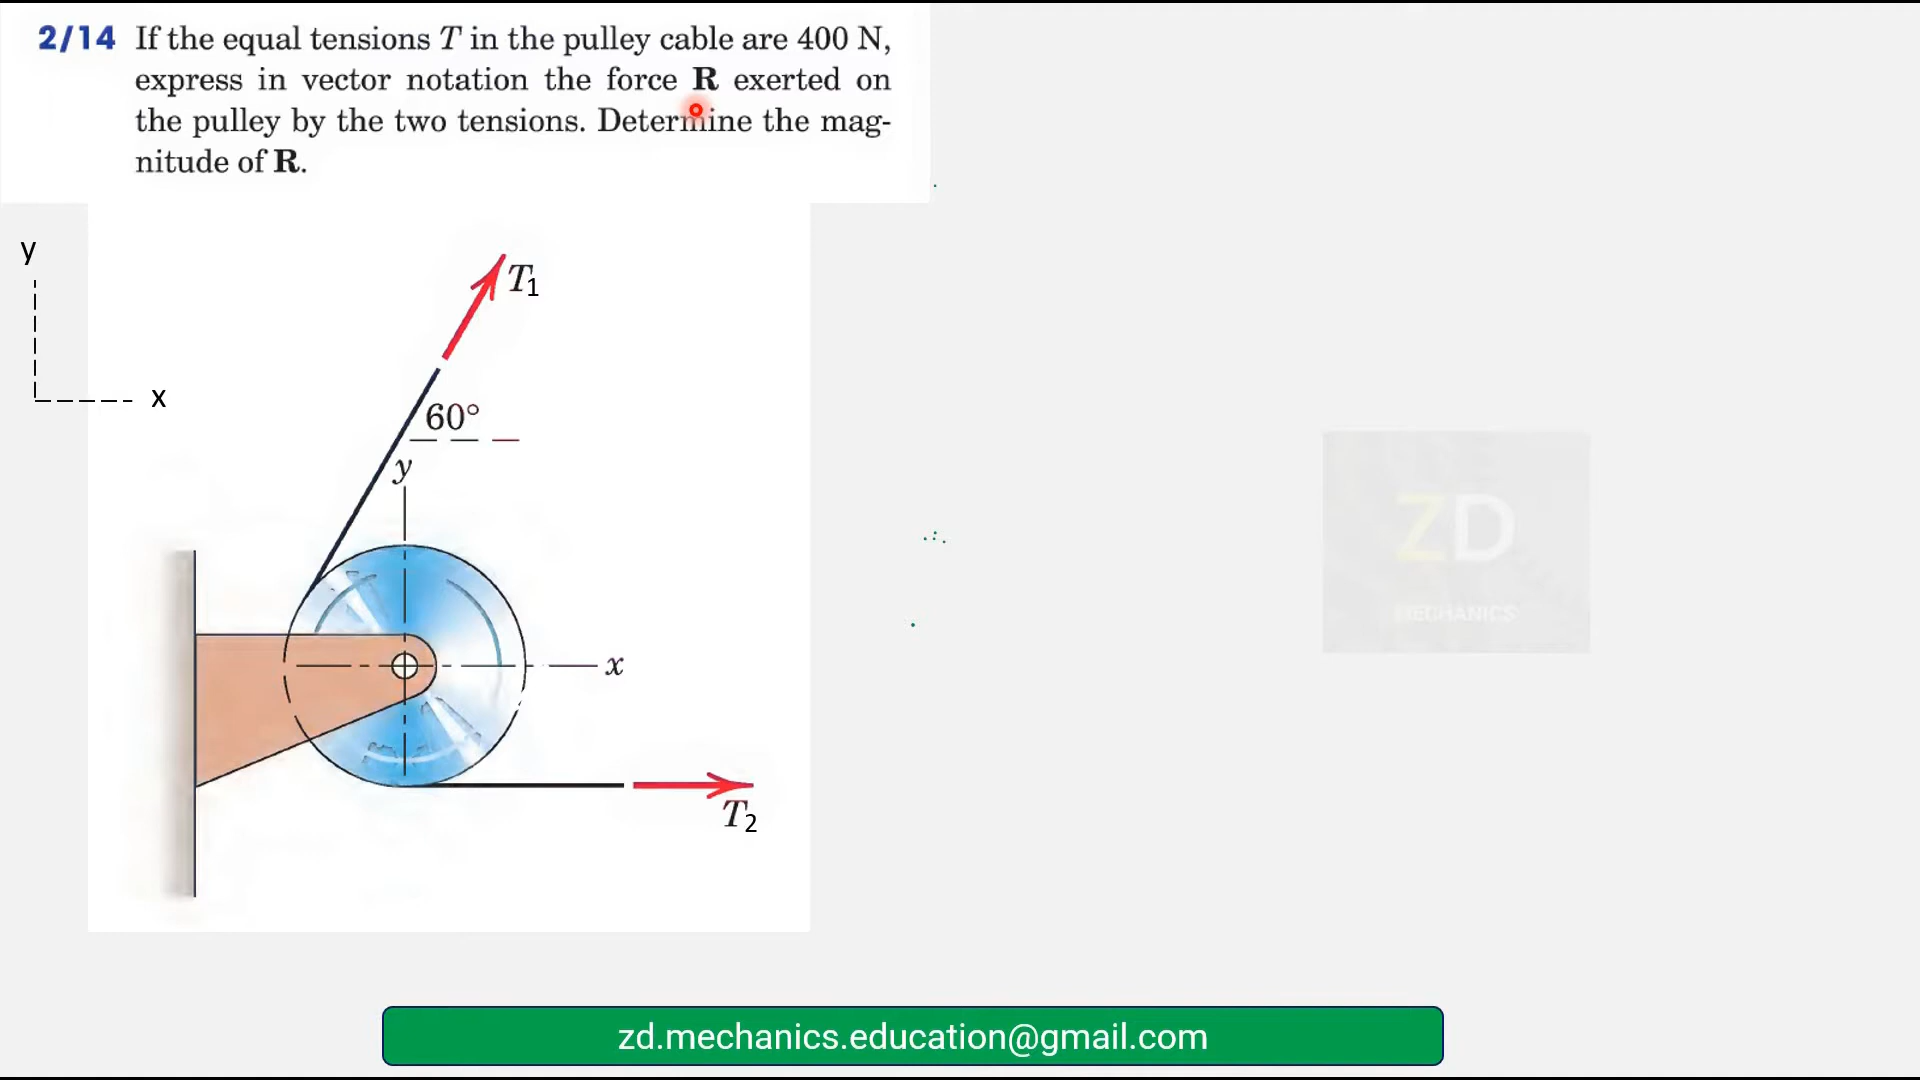 2/14 If the equal tensions T in the pulley cable are 400 N,
express in vector notation the force R exerted on
the pulley by the two tensions. Determine the mag-
nitude of R.
y
x
T1
60°
y
x
T2
ZD
MECHANICS
zd.mechanics.education@gmail.com